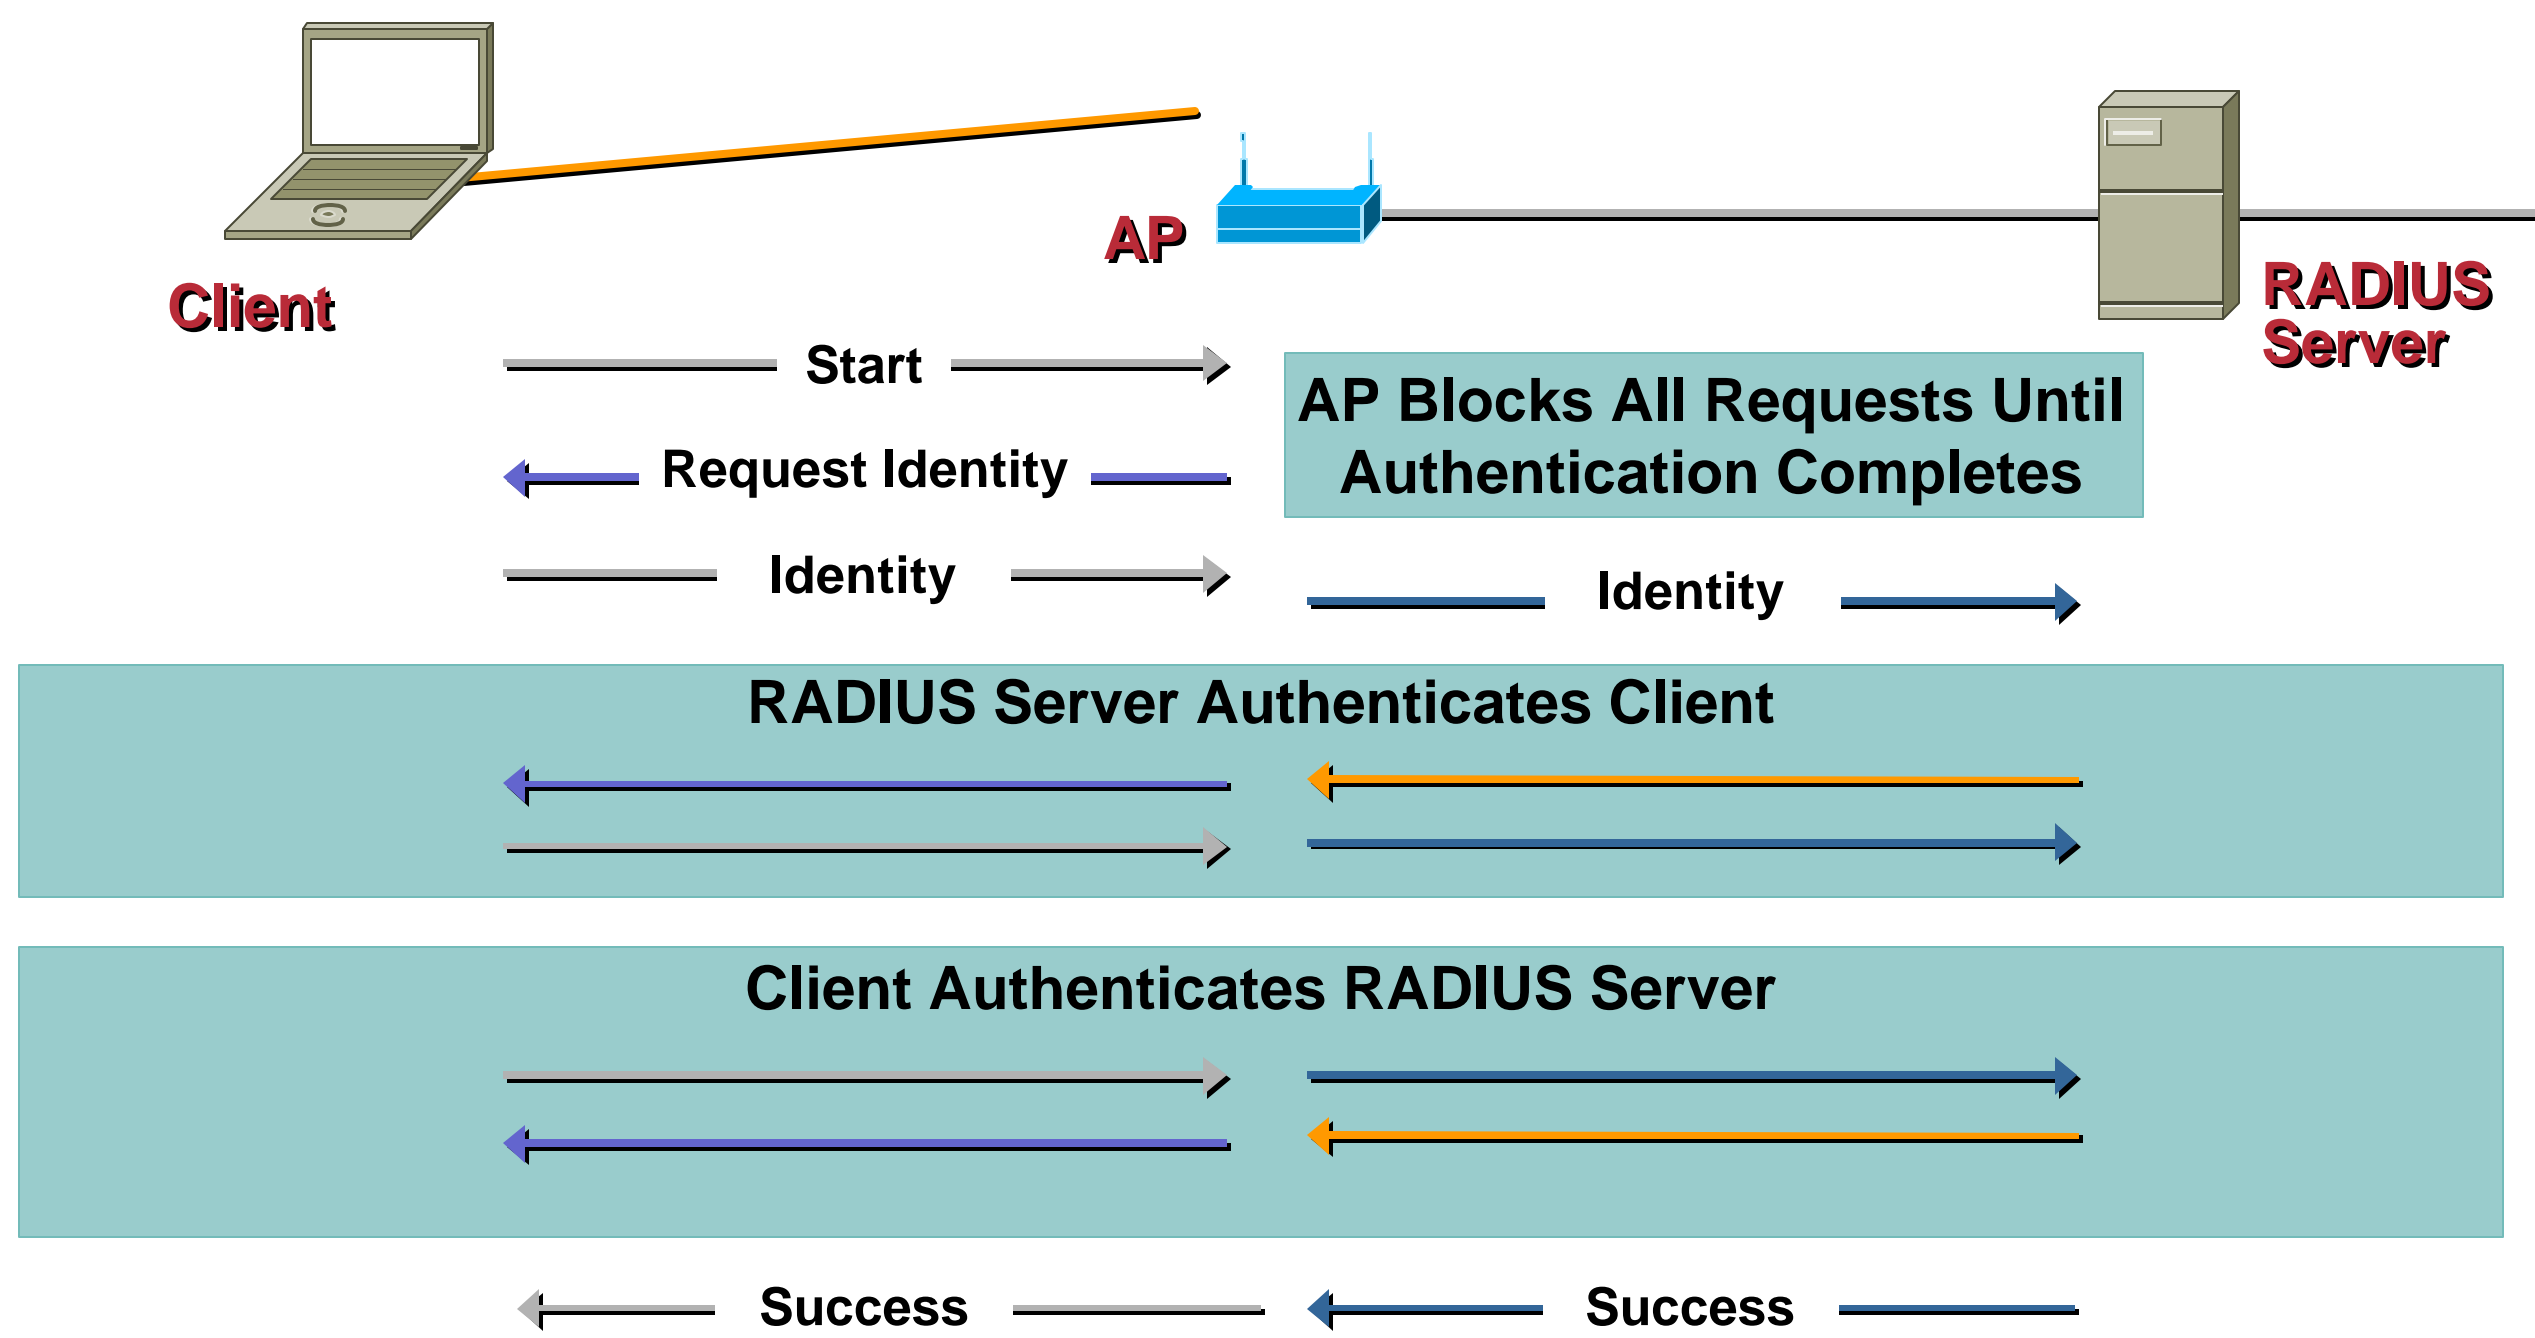 AP
Client
RADIUS
Server
Start
AP Blocks All Requests Until
Authentication Completes
Request Identity
Identity
Identity
RADIUS Server Authenticates Client
Client Authenticates RADIUS Server
Success
Success